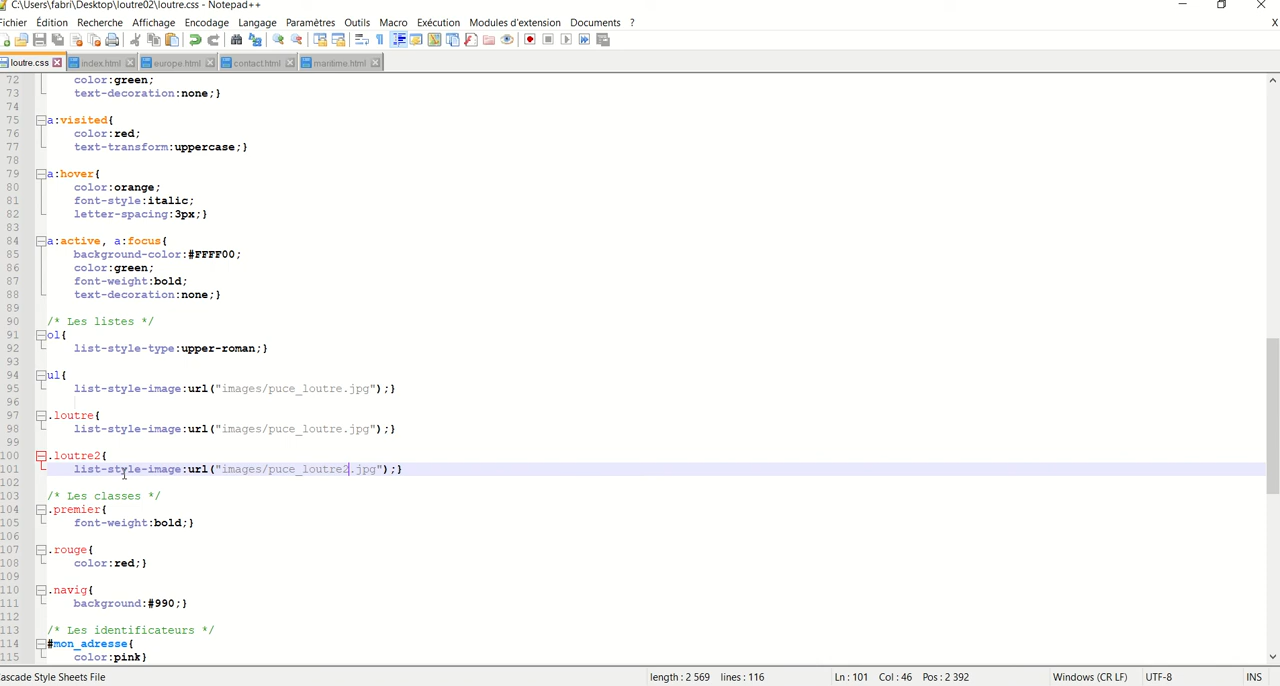 C:\Users\fabri\Desktop\loutre02\loutre.css - Notepad++
ichier Édition Recherche Affichage Encodage Langage Paramètres Outils Macro Exécution Modules d'extension Documents ? X
loutre.css index.html europe.html contact.html maritime.html
72 color:green;
73 text-decoration:none;}
74
75 a:visited{
76 color:red;
77 text-transform:uppercase;}
78
79 a:hover{
80 color:orange;
81 font-style:italic;
82 letter-spacing:3px;}
83
84 a:active, a:focus{
85 background-color:#FFFF00;
86 color:green;
87 font-weight:bold;
88 text-decoration:none;}
89
90 /* Les listes */
91 ol{
92 list-style-type:upper-roman;}
93
94 ul{
95 list-style-image:url("images/puce_loutre.jpg");}
96
97 .loutre{
98 list-style-image:url("images/puce_loutre.jpg");}
99
100 .loutre2{
101 list-style-image:url("images/puce_loutre2.jpg");}
102
103 /* Les classes */
104 .premier{
105 font-weight:bold;}
106
107 .rouge{
108 color:red;}
109
110 .navig{
111 background:#990;}
112
113 /* Les identificateurs */
114 #mon_adresse{
115 color:pink}
ascade Style Sheets File length : 2 569 lines : 116 Ln : 101 Col : 46 Pos : 2 392 Windows (CR LF) UTF-8 INS